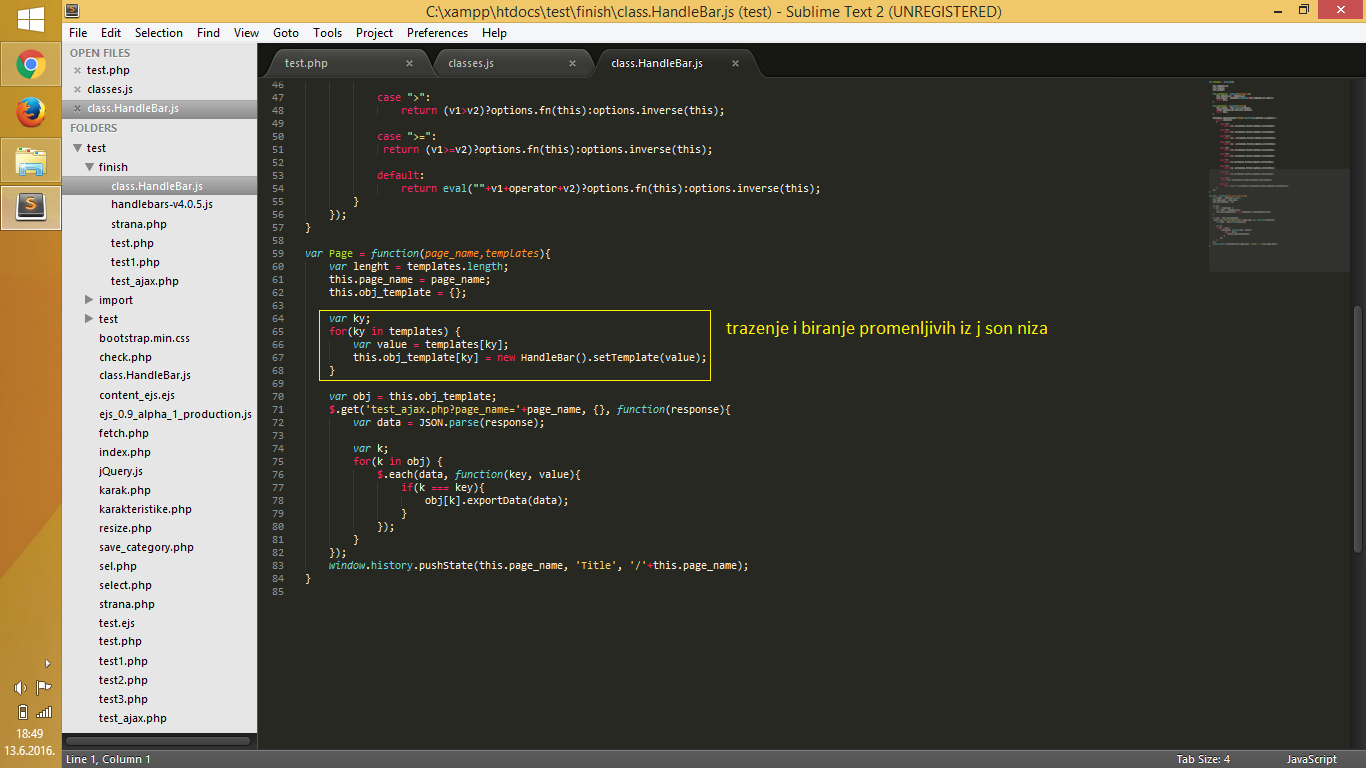 C:\xampp\htdocs\test\finish\class.HandleBar.js (test) - Sublime Text 2 (UNREGISTERED)
File Edit Selection Find View Goto Tools Project Preferences Help
OPEN FILES
test.php
classes.js
class.HandleBar.js
FOLDERS
test
finish
class.HandleBar.js
handlebars-v4.0.5.js
strana.php
test.php
test1.php
test_ajax.php
import
test
bootstrap.min.css
check.php
class.HandleBar.js
content_ejs.ejs
ejs_0.9_alpha_1_production.js
fetch.php
index.php
jQuery.js
karak.php
karakteristike.php
resize.php
save_category.php
sel.php
select.php
strana.php
test.ejs
test.php
test1.php
test2.php
test3.php
test_ajax.php
test.php classes.js class.HandleBar.js
46
47 case ">":
48 return (v1>v2)?options.fn(this):options.inverse(this);
49
50 case ">=":
51 return (v1>=v2)?options.fn(this):options.inverse(this);
52
53 default:
54 return eval(""+v1+operator+v2)?options.fn(this):options.inverse(this);
55 }
56 });
57 }
58
59 var Page = function(page_name,templates){
60 var lenght = templates.length;
61 this.page_name = page_name;
62 this.obj_template = {};
63
64 var ky;
65 for(ky in templates) {
66 var value = templates[ky];
67 this.obj_template[ky] = new HandleBar().setTemplate(value);
68 }
69
70 var obj = this.obj_template;
71 $.get('test_ajax.php?page_name='+page_name, {}, function(response){
72 var data = JSON.parse(response);
73
74 var k;
75 for(k in obj) {
76 $.each(data, function(key, value){
77 if(k === key){
78 obj[k].exportData(data);
79 }
80 });
81 }
82 });
83 window.history.pushState(this.page_name, 'Title', '/'+this.page_name);
84 }
85
trazenje i biranje promenljivih iz j son niza
18:49
13.6.2016.
Line 1, Column 1
Tab Size: 4
JavaScript